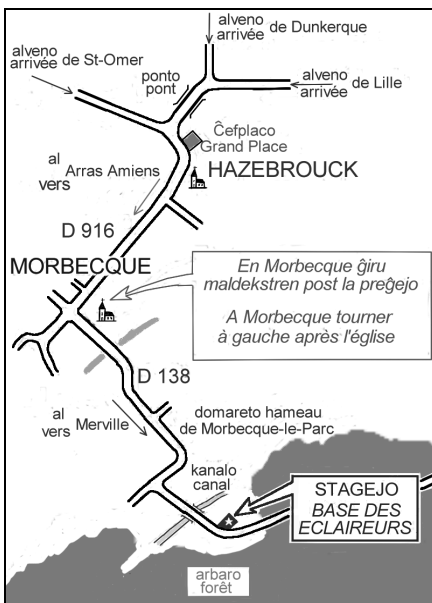 alveno
arrivée
de Dunkerque
alveno
arrivée
de St-Omer
ponto
pont
alveno
arrivée
de Lille
Ĉefplaco
Grand Place
HAZEBROUCK
al
vers
Arras Amiens
D 916
MORBECQUE
En Morbecque ĝiru
maldekstren post la preĝejo
A Morbecque tourner
à gauche après l'église
D 138
al
vers
Merville
domareto hameau
de Morbecque-le-Parc
kanalo
canal
STAGEJO
BASE DES
ECLAIREURS
arbaro
forêt